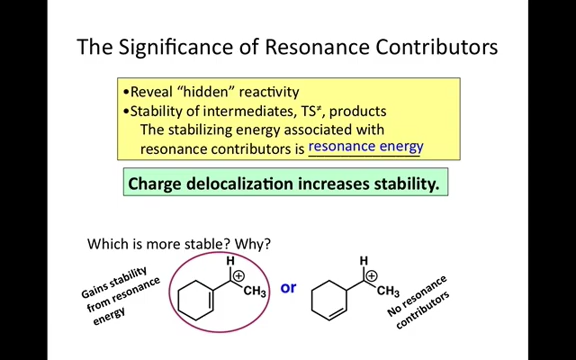 The Significance of Resonance Contributors
•Reveal “hidden” reactivity
•Stability of intermediates, TS≠, products
The stabilizing energy associated with
resonance contributors is resonance energy
Charge delocalization increases stability.
Which is more stable? Why?
Gains stability
from resonance
energy
H
+
CH3
or
H
+
CH3
No resonance
contributors